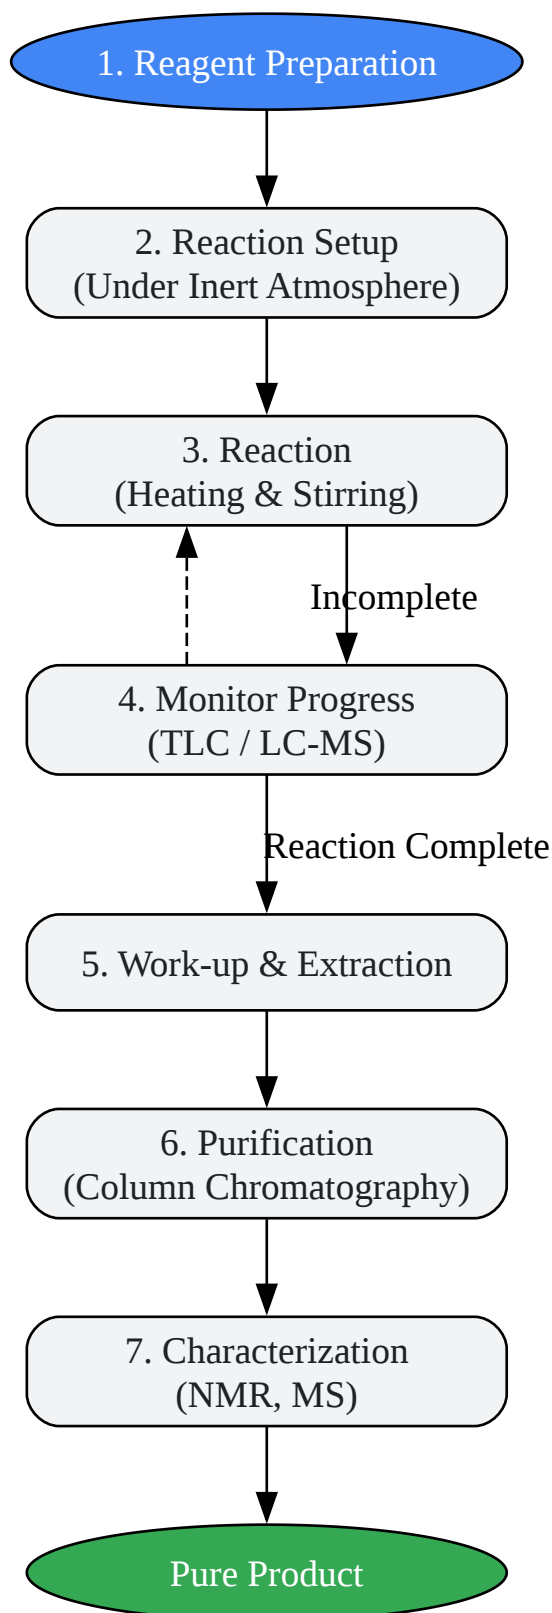 1. Reagent Preparation
2. Reaction Setup
(Under Inert Atmosphere)
3. Reaction
(Heating & Stirring)
Incomplete
4. Monitor Progress
(TLC / LC-MS)
Reaction Complete
5. Work-up & Extraction
6. Purification
(Column Chromatography)
7. Characterization
(NMR, MS)
Pure Product